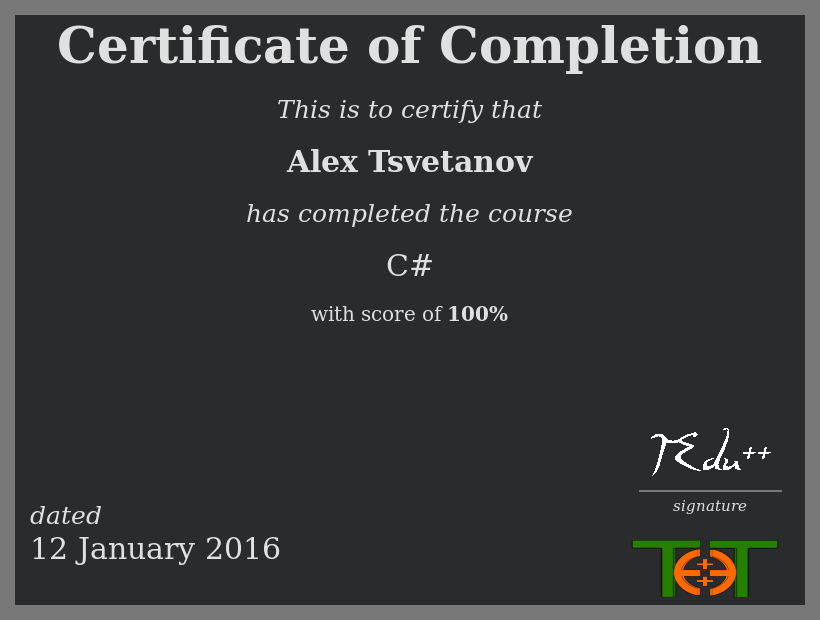 Certificate of Completion
This is to certify that
Alex Tsvetanov
has completed the course
C#
with score of 100%
TEdu++
signature
dated
12 January 2016